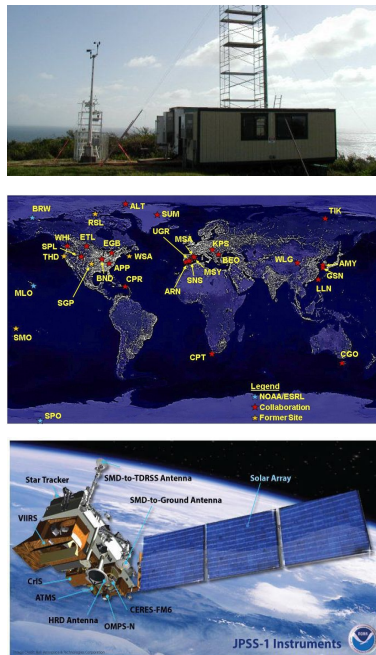 BRW
ALT
RSL
SUM
TIK
UGR
MSA
WHI
ETL
EGB
KPS
SPL
WSA
BEO
WLG
AMY
THD
APP
GSN
BND
MSY
MLO
CPR
ARN
SNS
LLN
SGP
SMO
CPT
CGO
Legend
NOAA/ESRL
Collaboration
Former Site
SPO
SMD-to-TDRSS Antenna
Solar Array
Star Tracker
SMD-to-Ground Antenna
VIIRS
CrIS
ATMS
CERES-FM6
HRD Antenna
OMPS-N
JPSS-1 Instruments
NOAA